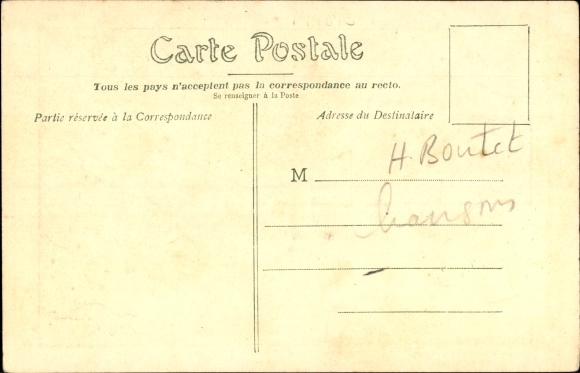 Carte Postale
Tous les pays n'acceptent pas la correspondance au recto.
Se renseigner à la Poste
Partie réservée à la Correspondance
Adresse du Destinataire
H. Boutet
M
Chansons